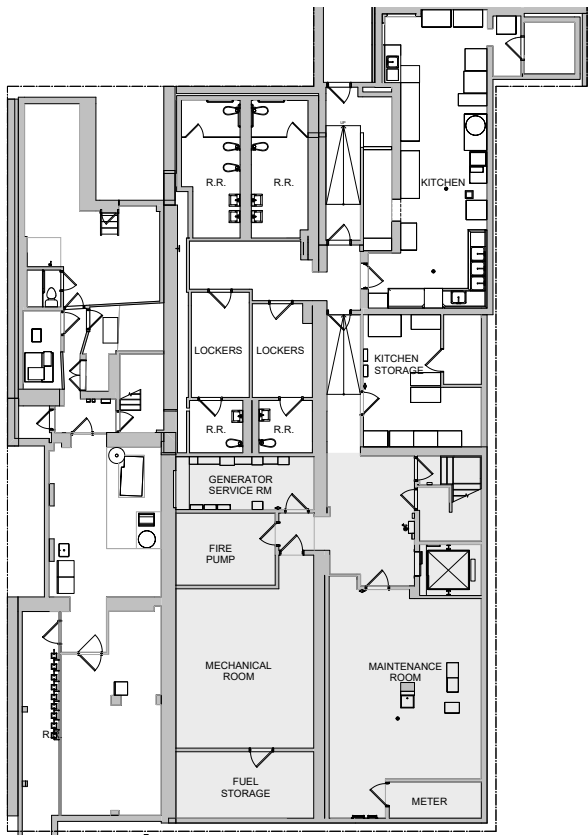 UP
R.R.
R.R.
KITCHEN
LOCKERS
LOCKERS
KITCHEN
STORAGE
R.R.
R.R.
GENERATOR
SERVICE RM
FIRE
PUMP
MECHANICAL
ROOM
MAINTENANCE
ROOM
FUEL
STORAGE
METER